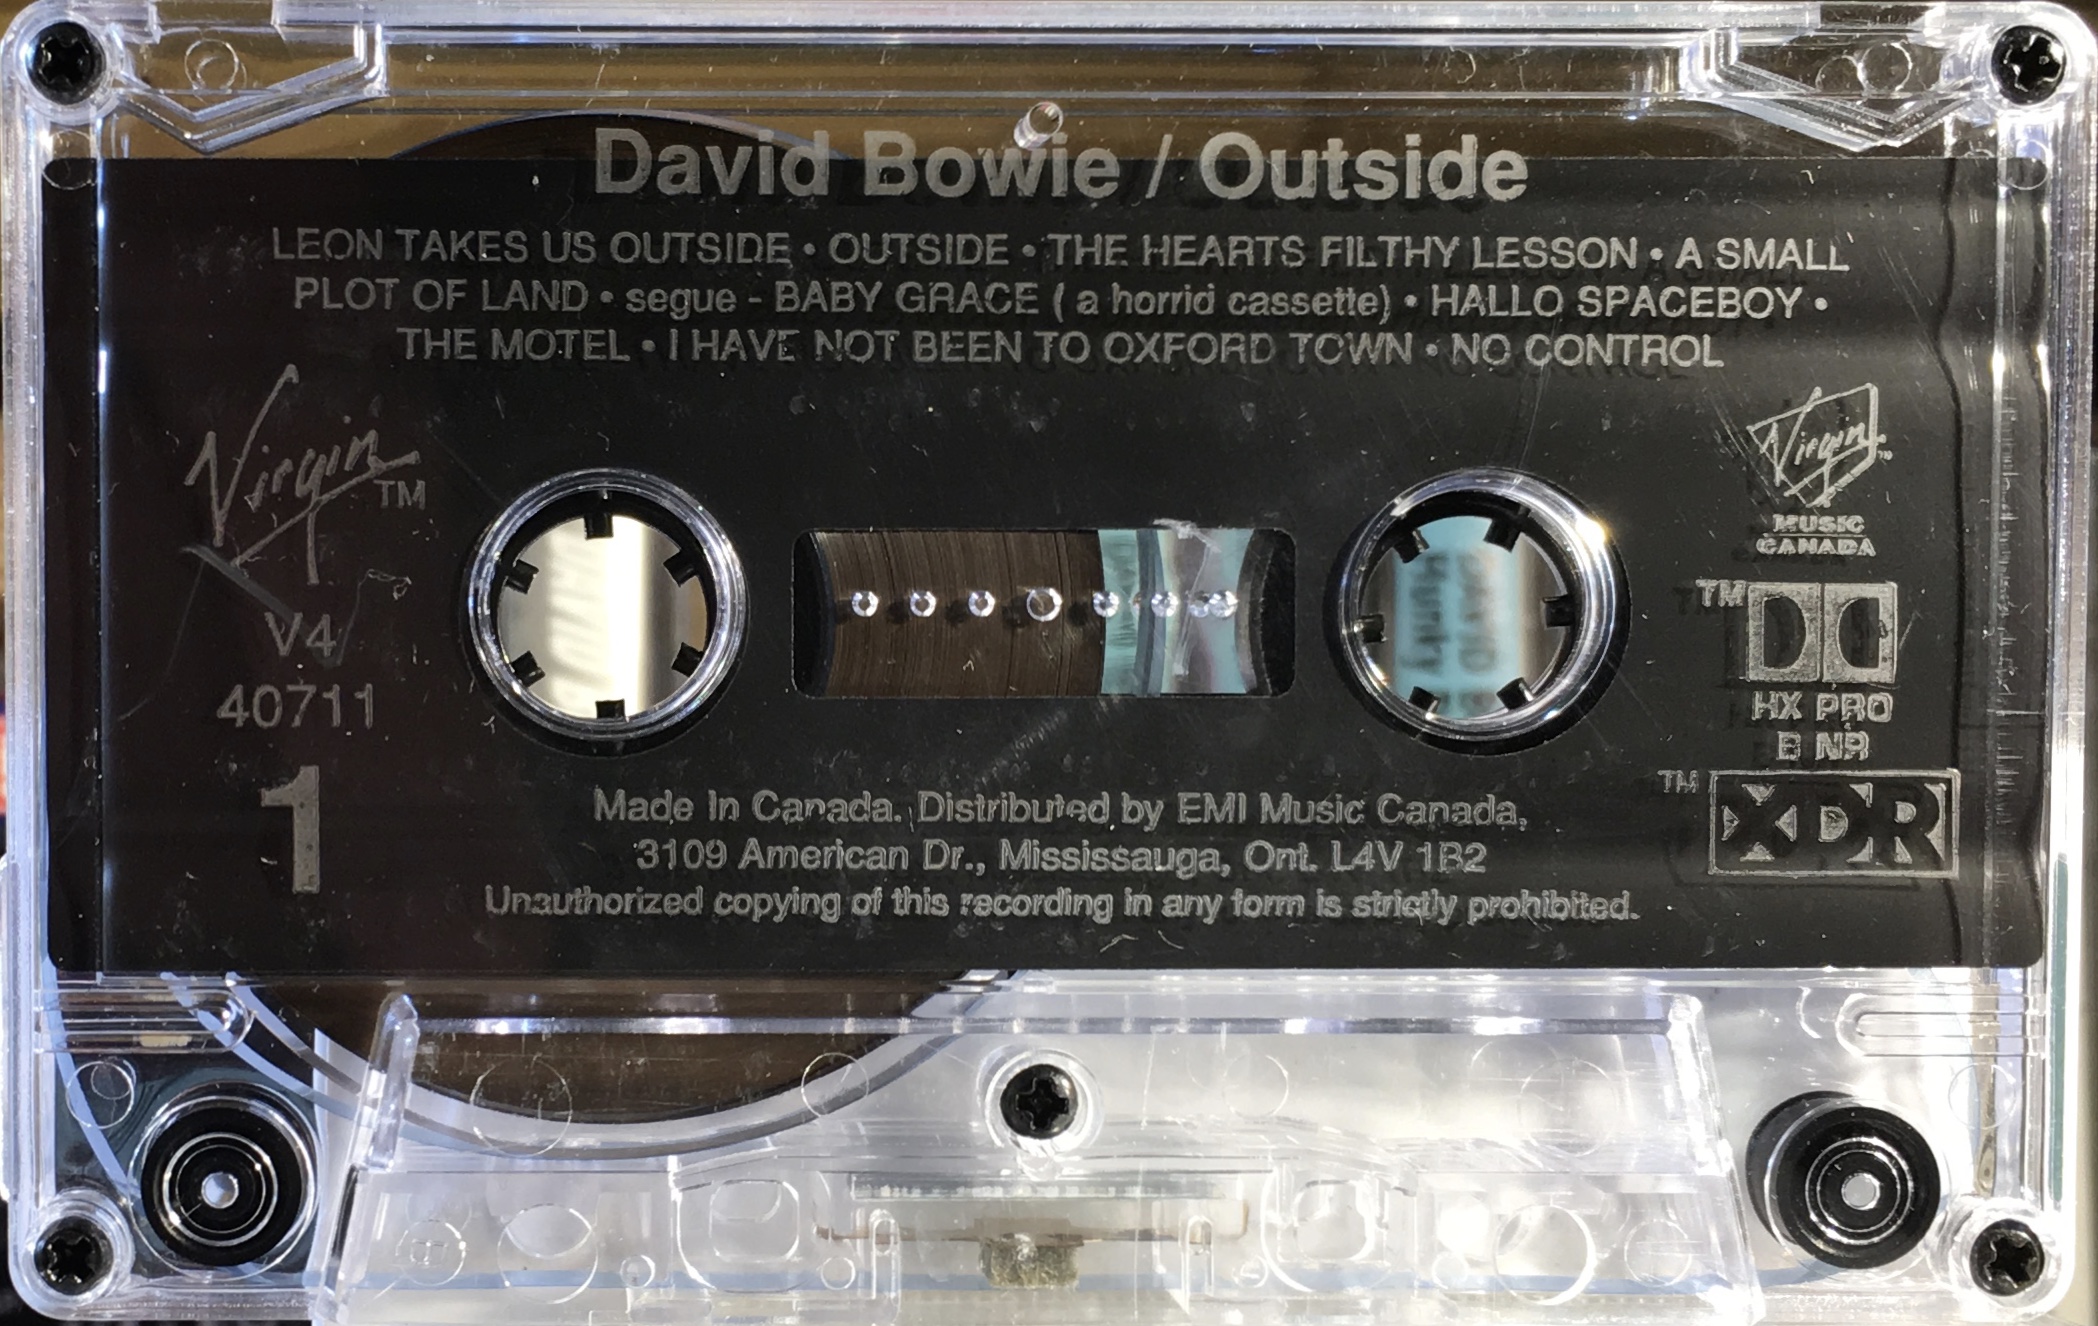 David Bowie / Outside
LEON TAKES US OUTSIDE • OUTSIDE • THE HEARTS FILTHY LESSON • A SMALL
PLOT OF LAND • segue - BABY GRACE ( a horrid cassette) • HALLO SPACEBOY •
THE MOTEL • I HAVE NOT BEEN TO OXFORD TOWN • NO CONTROL
Virgin TM
V4
40711
1
Virgin TM
MUSIC
CANADA
TM
HX PRO
B NR
TM XDR
DAVID
Hunky
Made In Canada. Distributed by EMI Music Canada,
3109 American Dr., Mississauga, Ont. L4V 1B2
Unauthorized copying of this recording in any form is strictly prohibited.